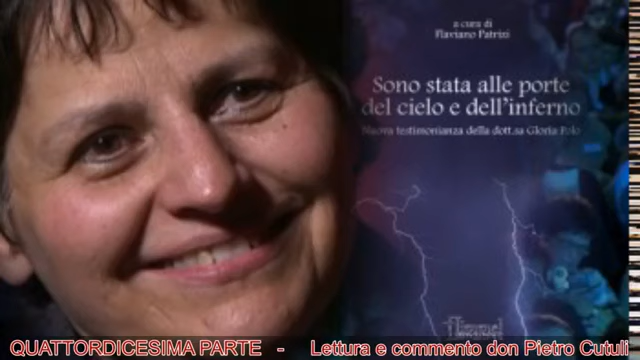 a cura di
Flaviano Patrizi
Sono stata alle porte
del cielo e dell'inferno
Nuova testimonianza della dott.sa Gloria Polo
QUATTORDICESIMA PARTE - Lettura e commento don Pietro Cutuli